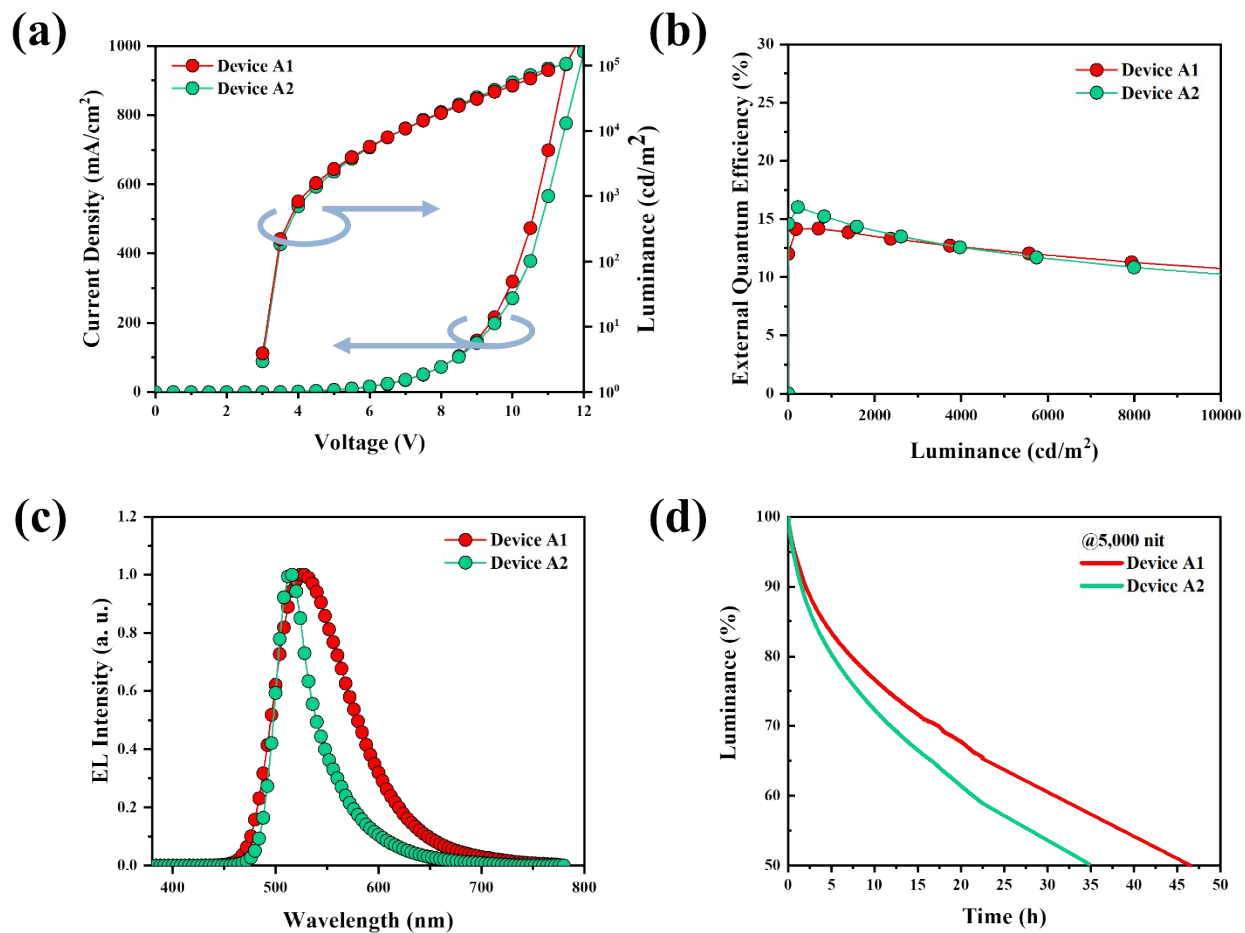 (a)
1000
800
600
400
200
0
Current Density (mA/cm²)
Device A1
Device A2
10⁵
10⁴
10³
10²
10¹
10⁰
Luminance (cd/m²)
0 2 4 6 8 10 12
Voltage (V)
(b)
30
25
20
15
10
5
0
External Quantum Efficiency (%)
Device A1
Device A2
0 2000 4000 6000 8000 10000
Luminance (cd/m²)
(c)
1.2
1.0
0.8
0.6
0.4
0.2
0.0
EL Intensity (a. u.)
Device A1
Device A2
400 500 600 700 800
Wavelength (nm)
(d)
100
90
80
70
60
50
Luminance (%)
@5,000 nit
Device A1
Device A2
0 5 10 15 20 25 30 35 40 45 50
Time (h)